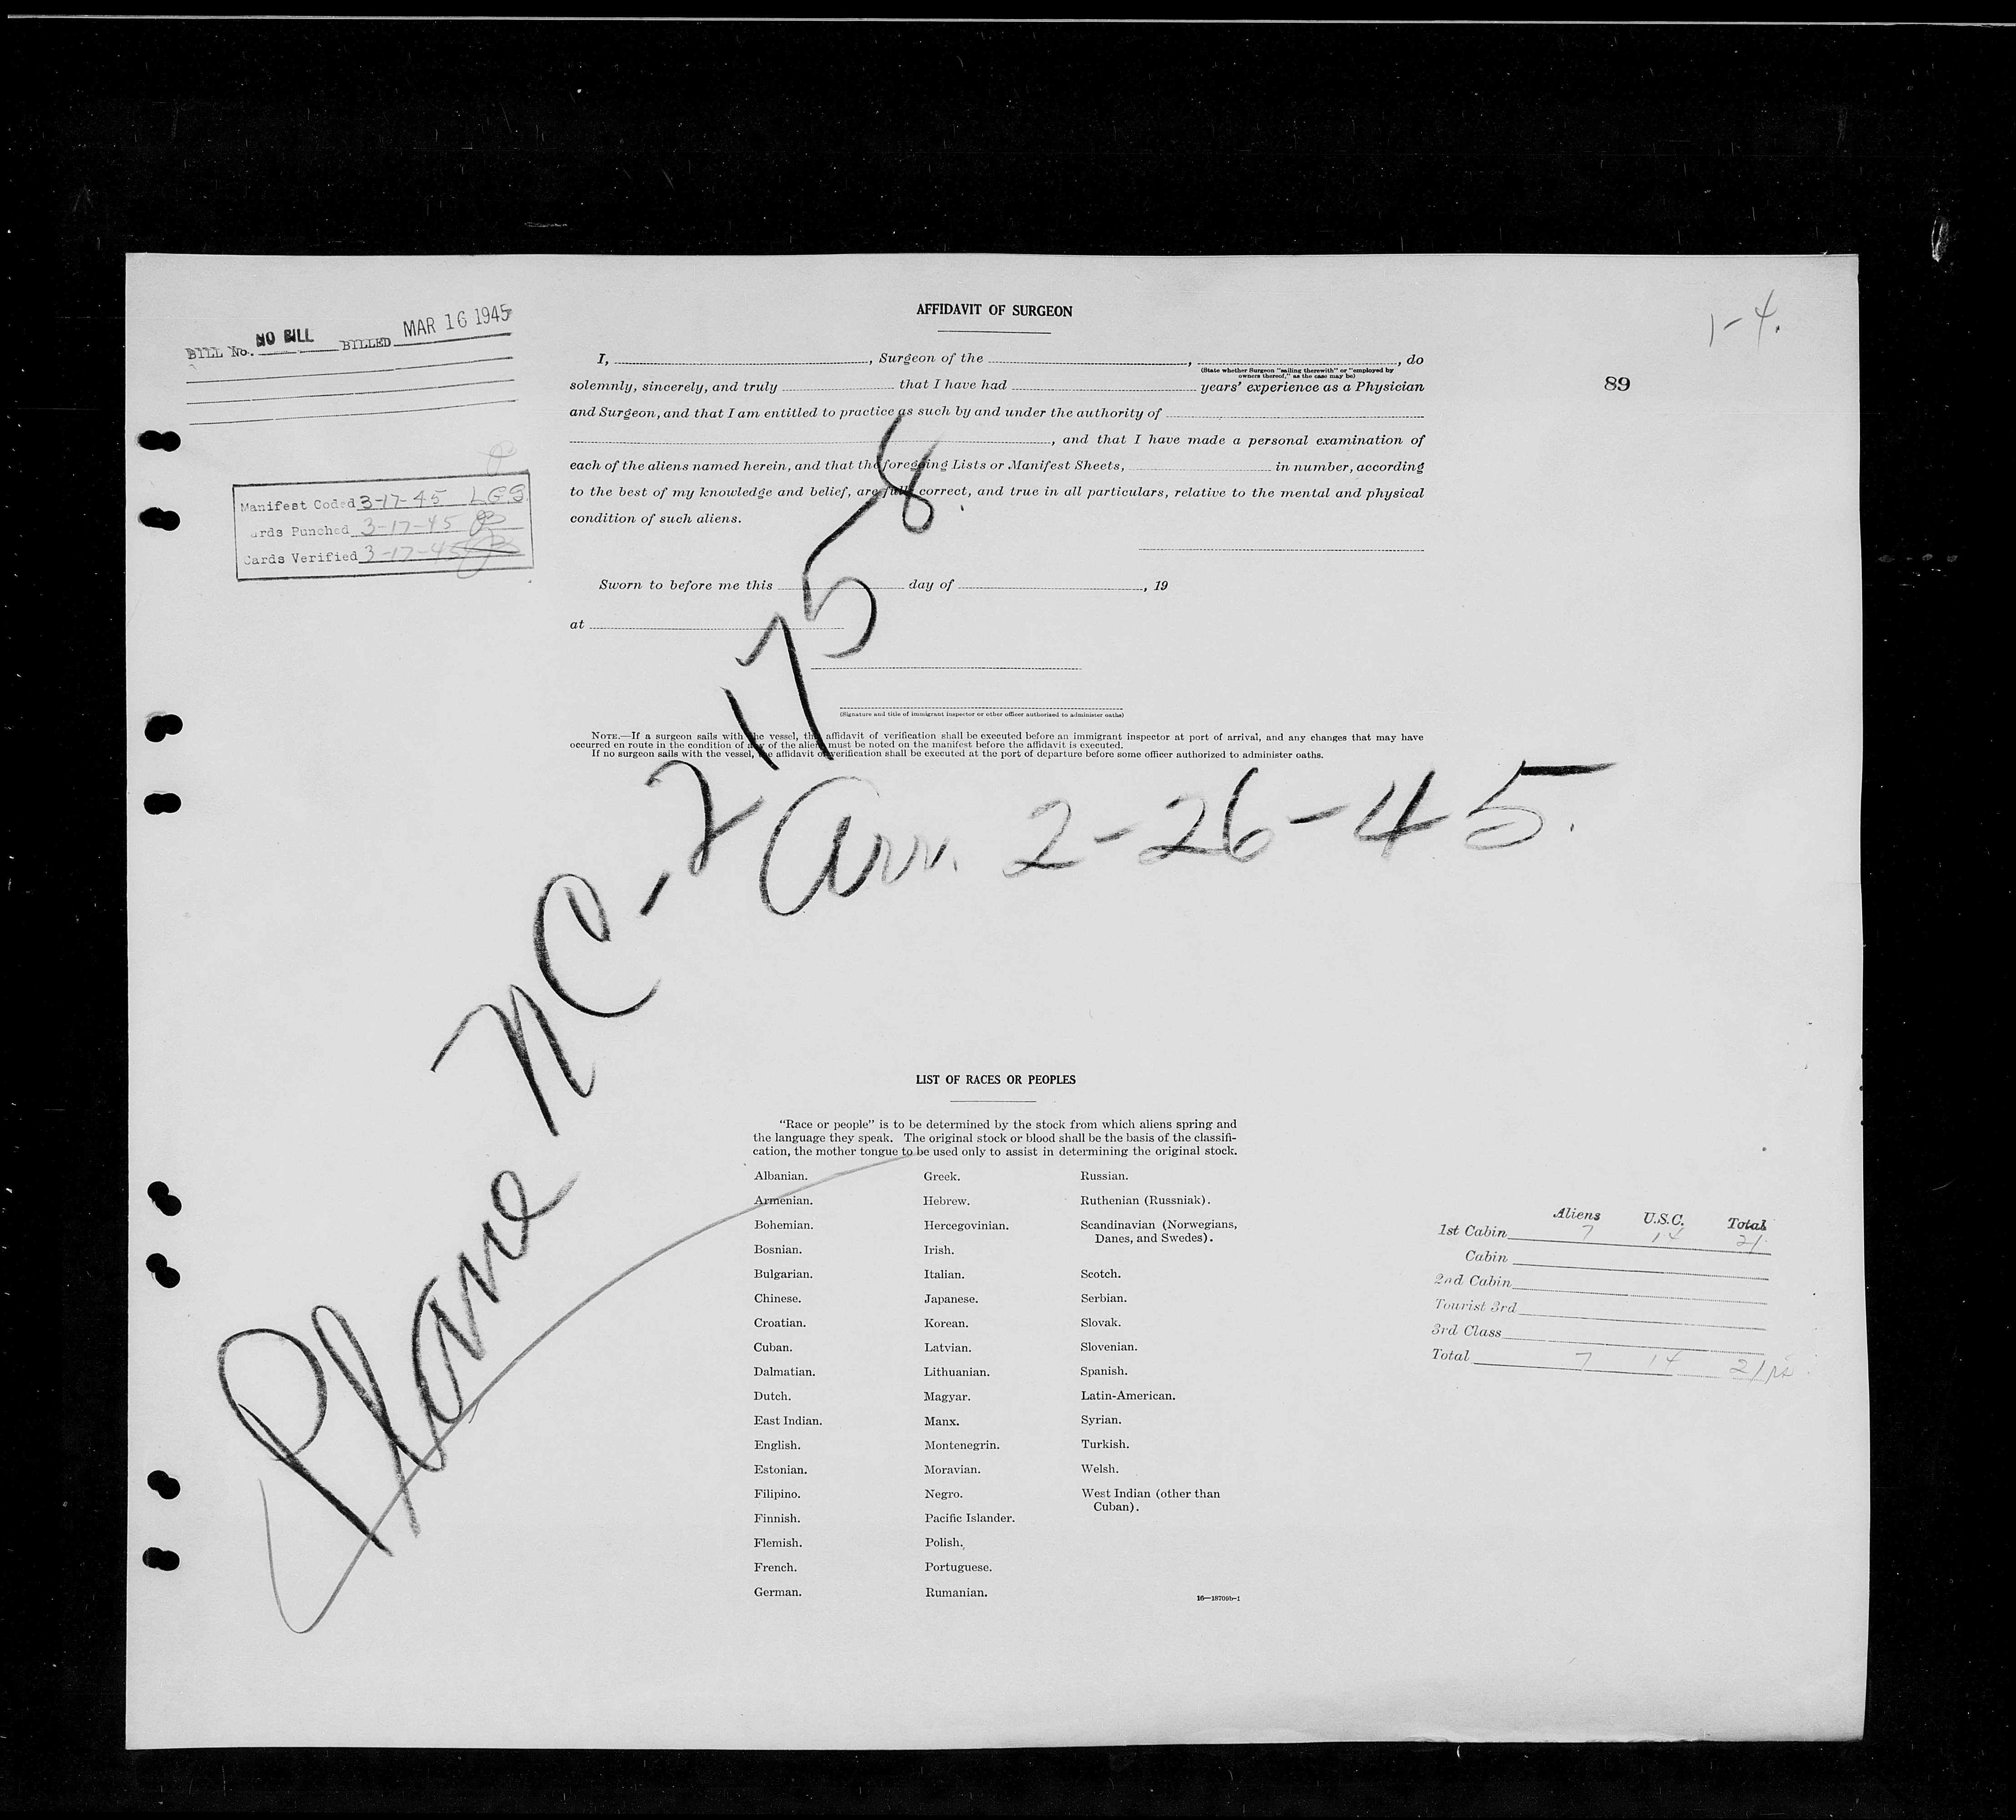 BILL No. NO BILL BILLED MAR 16 1945
Manifest Coded 3-17-45 LGS
ards Punched 3-17-45
Cards Verified 3-17-45
1-4.
89
AFFIDAVIT OF SURGEON
I, , Surgeon of the , , do
(State whether Surgeon "sailing therewith" or "employed by
owners thereof," as the case may be)
solemnly, sincerely, and truly that I have had years' experience as a Physician
and Surgeon, and that I am entitled to practice as such by and under the authority of
, and that I have made a personal examination of
each of the aliens named herein, and that the foregoing Lists or Manifest Sheets, in number, according
to the best of my knowledge and belief, are full, correct, and true in all particulars, relative to the mental and physical
condition of such aliens.
Sworn to before me this day of , 19
at
(Signature and title of immigrant inspector or other officer authorized to administer oaths)
NOTE.—If a surgeon sails with the vessel, the affidavit of verification shall be executed before an immigrant inspector at port of arrival, and any changes that may have
occurred en route in the condition of any of the aliens must be noted on the manifest before the affidavit is executed.
If no surgeon sails with the vessel, the affidavit of verification shall be executed at the port of departure before some officer authorized to administer oaths.
Plane NC-21758.
Arr. 2-26-45.
LIST OF RACES OR PEOPLES
"Race or people" is to be determined by the stock from which aliens spring and
the language they speak. The original stock or blood shall be the basis of the classifi-
cation, the mother tongue to be used only to assist in determining the original stock.
Albanian.
Armenian.
Bohemian.
Bosnian.
Bulgarian.
Chinese.
Croatian.
Cuban.
Dalmatian.
Dutch.
East Indian.
English.
Estonian.
Filipino.
Finnish.
Flemish.
French.
German.
Greek.
Hebrew.
Hercegovinian.
Irish.
Italian.
Japanese.
Korean.
Latvian.
Lithuanian.
Magyar.
Manx.
Montenegrin.
Moravian.
Negro.
Pacific Islander.
Polish.
Portuguese.
Rumanian.
Russian.
Ruthenian (Russniak).
Scandinavian (Norwegians,
Danes, and Swedes).
Scotch.
Serbian.
Slovak.
Slovenian.
Spanish.
Latin-American.
Syrian.
Turkish.
Welsh.
West Indian (other than
Cuban).
16—18709b-1
Aliens U.S.C. Total
1st Cabin 7 14 21
Cabin
2nd Cabin
Tourist 3rd
3rd Class
Total 7 14 21